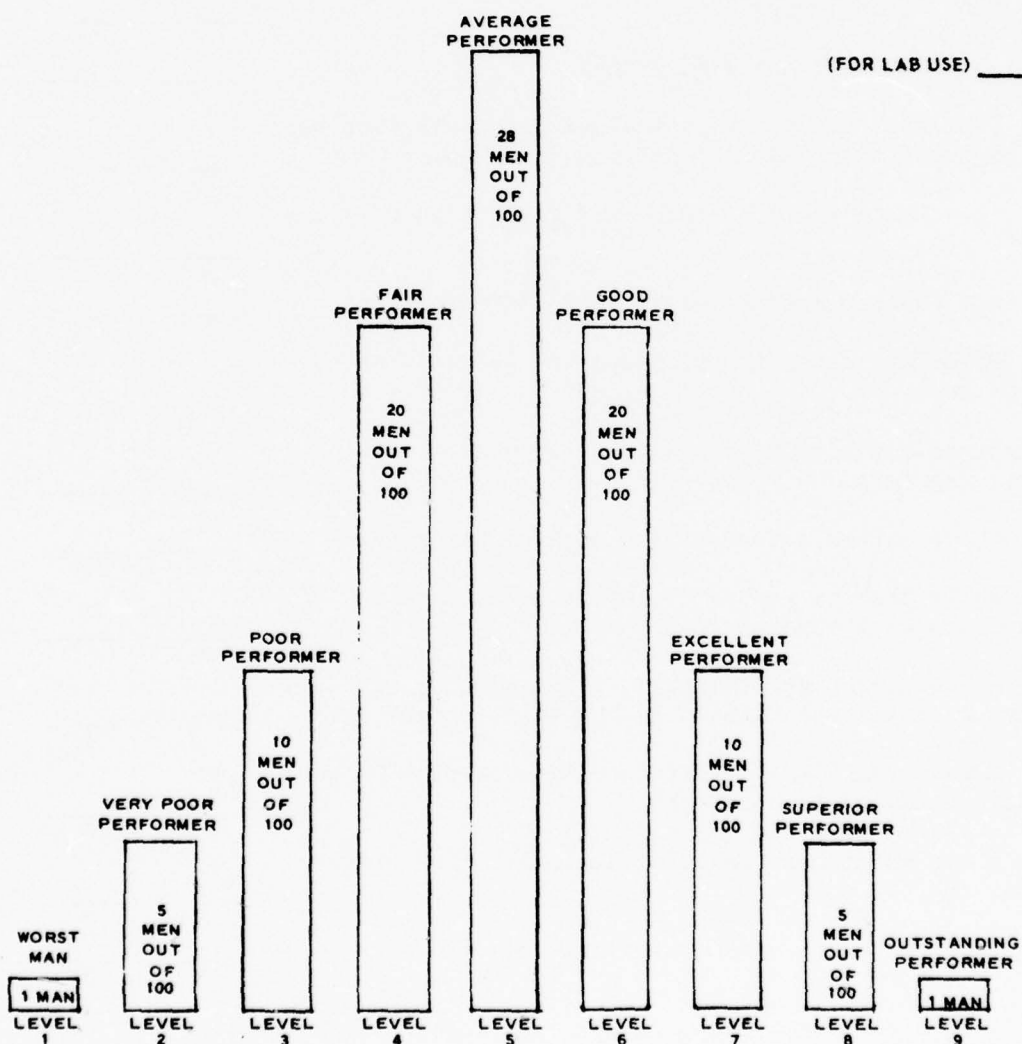 AVERAGE
PERFORMER
(FOR LAB USE)
28
MEN
OUT
OF
100
FAIR
PERFORMER
GOOD
PERFORMER
20
MEN
OUT
OF
100
20
MEN
OUT
OF
100
POOR
PERFORMER
EXCELLENT
PERFORMER
10
MEN
OUT
OF
100
10
MEN
OUT
OF
100
VERY POOR
PERFORMER
SUPERIOR
PERFORMER
5
MEN
OUT
OF
100
5
MEN
OUT
OF
100
WORST
MAN
OUTSTANDING
PERFORMER
1 MAN
1 MAN
LEVEL
1
LEVEL
2
LEVEL
3
LEVEL
4
LEVEL
5
LEVEL
6
LEVEL
7
LEVEL
8
LEVEL
9